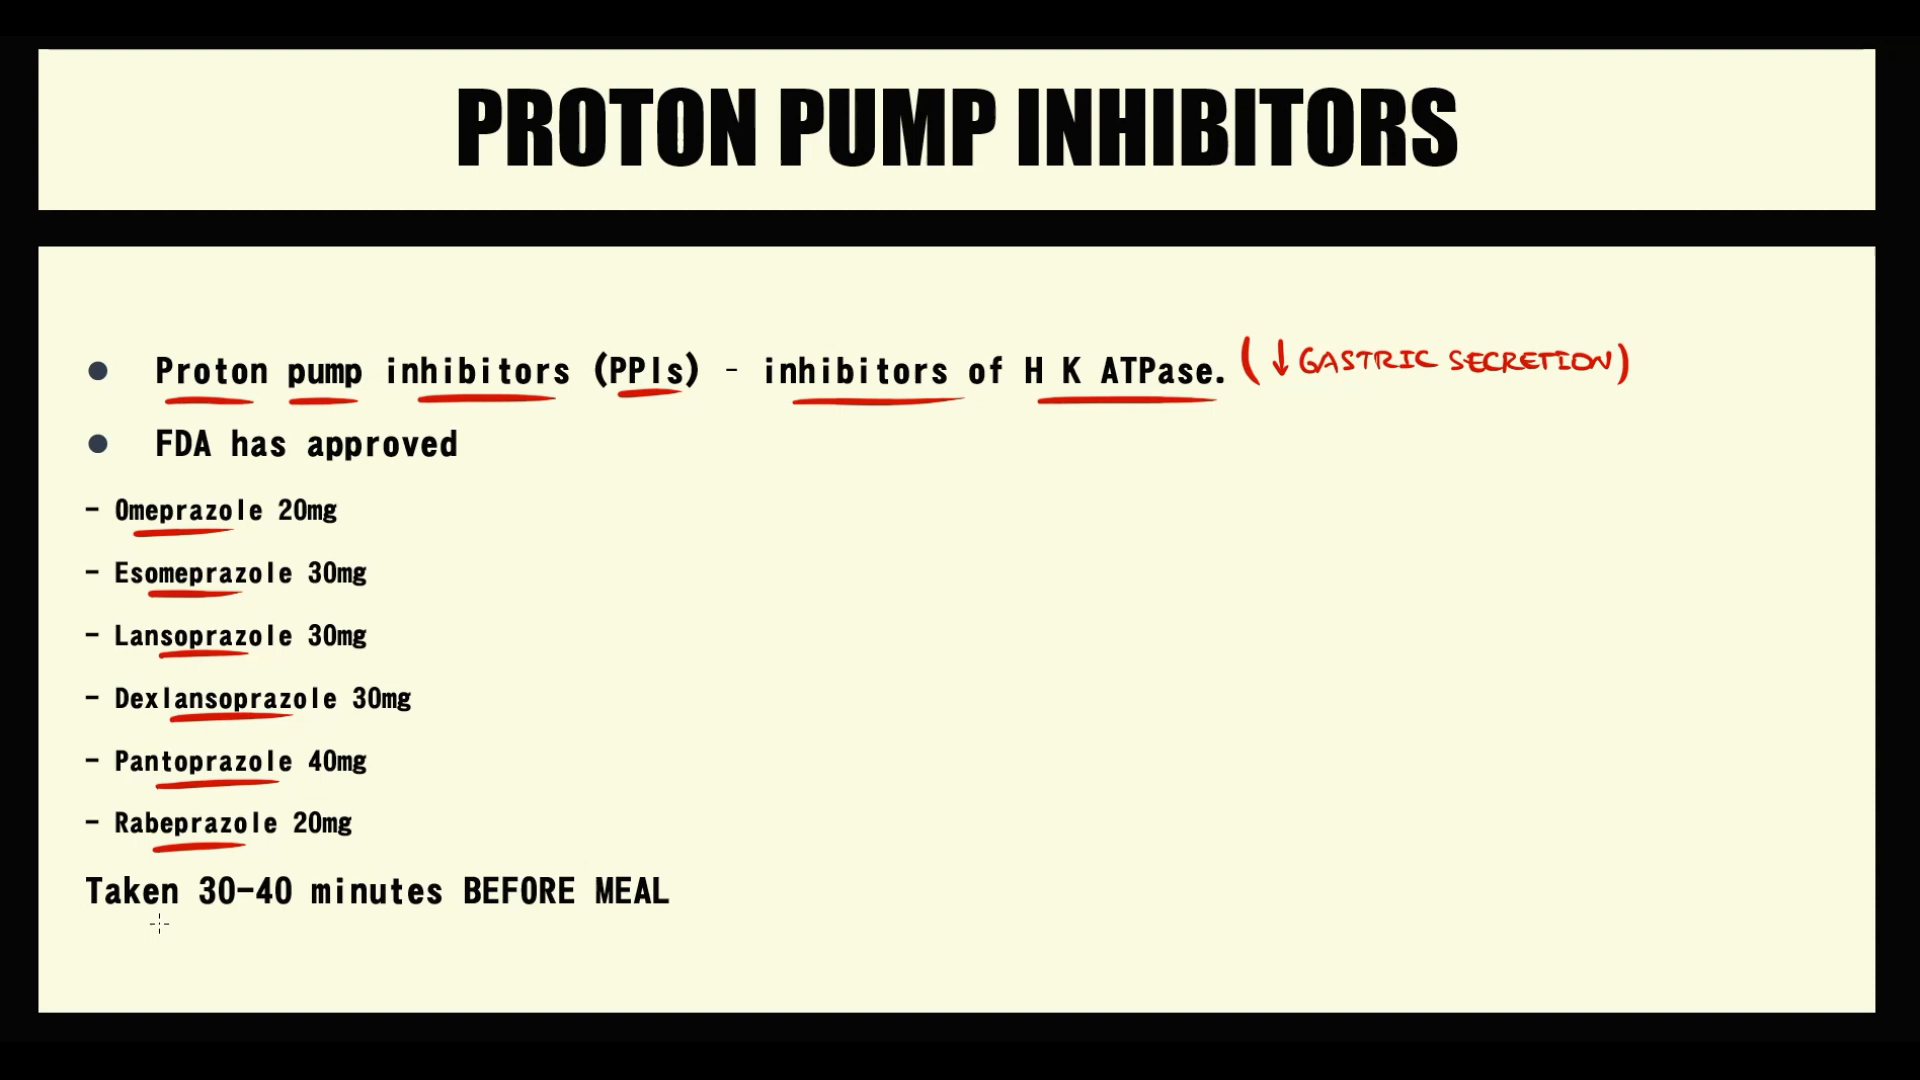 PROTON PUMP INHIBITORS
● Proton pump inhibitors (PPIs) - inhibitors of H K ATPase. (↓ GASTRIC SECRETION)
● FDA has approved
- Omeprazole 20mg
- Esomeprazole 30mg
- Lansoprazole 30mg
- Dexlansoprazole 30mg
- Pantoprazole 40mg
- Rabeprazole 20mg
Taken 30-40 minutes BEFORE MEAL